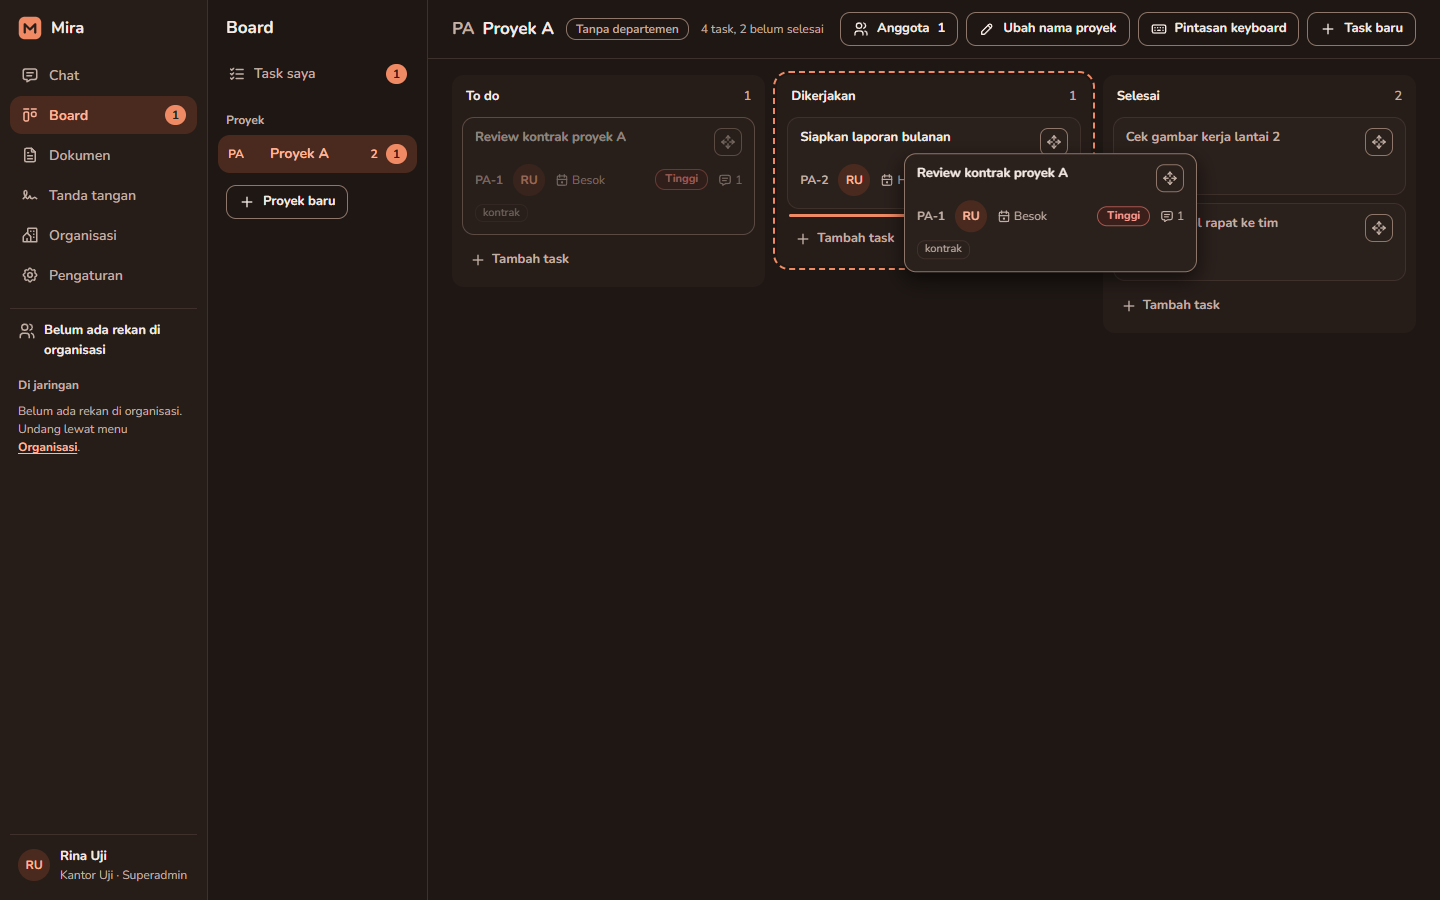 Mira
Chat
Board 1
Dokumen
Tanda tangan
Organisasi
Pengaturan
Belum ada rekan di
organisasi
Di jaringan
Belum ada rekan di organisasi.
Undang lewat menu
Organisasi.
RU
Rina Uji
Kantor Uji · Superadmin
Board
Task saya 1
Proyek
PA Proyek A 2 1
Proyek baru
PA Proyek A Tanpa departemen 4 task, 2 belum selesai
Anggota 1
Ubah nama proyek
Pintasan keyboard
Task baru
To do 1
Review kontrak proyek A
PA-1 RU Besok Tinggi 1
kontrak
Tambah task
Dikerjakan 1
Siapkan laporan bulanan
PA-2 RU
Tambah task
Review kontrak proyek A
PA-1 RU Besok Tinggi 1
kontrak
Selesai 2
Cek gambar kerja lantai 2
rapat ke tim
Tambah task